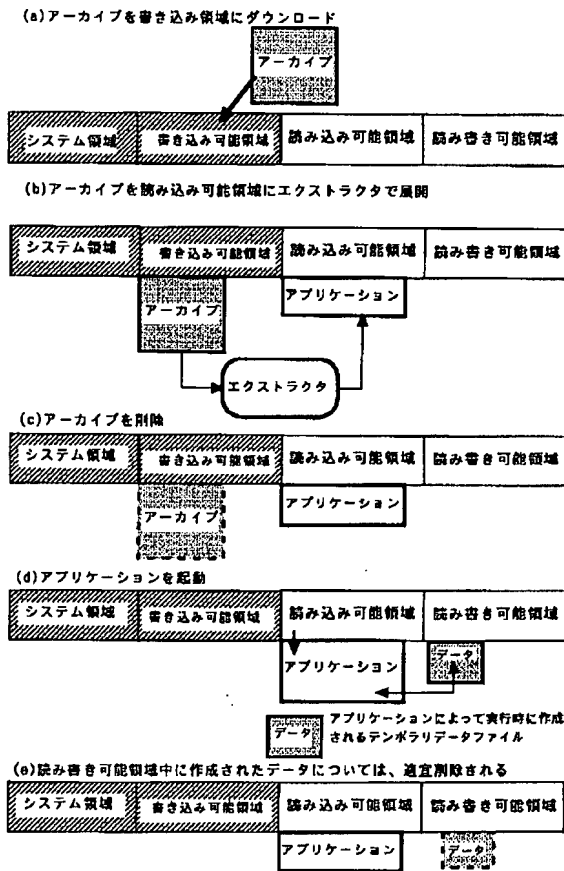 (a)アーカイブを書き込み領域にダウンロード
アーカイブ
システム領域 書き込み可能領域 読み込み可能領域 読み書き可能領域
(b)アーカイブを読み込み可能領域にエクストラクタで展開
システム領域 書き込み可能領域 読み込み可能領域 読み書き可能領域
アーカイブ アプリケーション
エクストラクタ
(c)アーカイブを削除
システム領域 書き込み可能領域 読み込み可能領域 読み書き可能領域
アーカイブ アプリケーション
(d)アプリケーションを起動
システム領域 書き込み可能領域 読み込み可能領域 読み書き可能領域
アプリケーション データ
データ アプリケーションによって実行時に作成
されるテンポラリデータファイル
(e)読み書き可能領域中に作成されたデータについては、適宜削除される
システム領域 書き込み可能領域 読み込み可能領域 読み書き可能領域
アプリケーション データ